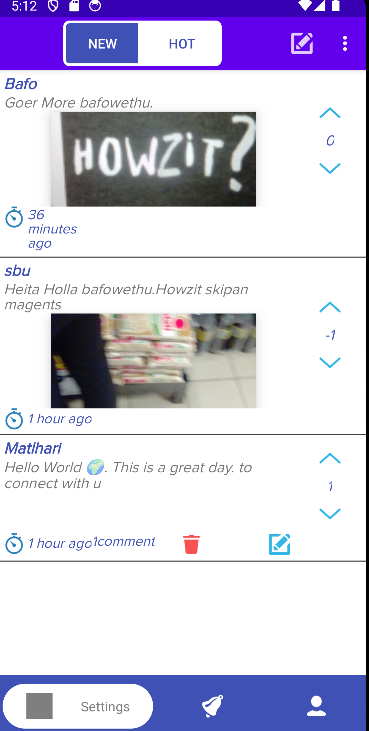 5:12
NEW HOT
Bafo
Goer More bafowethu.
HOWZiT?
0
36
minutes
ago
sbu
Heita Holla bafowethu.Howzit skipan
magents
-1
1 hour ago
Matlhari
Hello World 🌍. This is a great day. to
connect with u
1
1 hour ago1comment
Settings